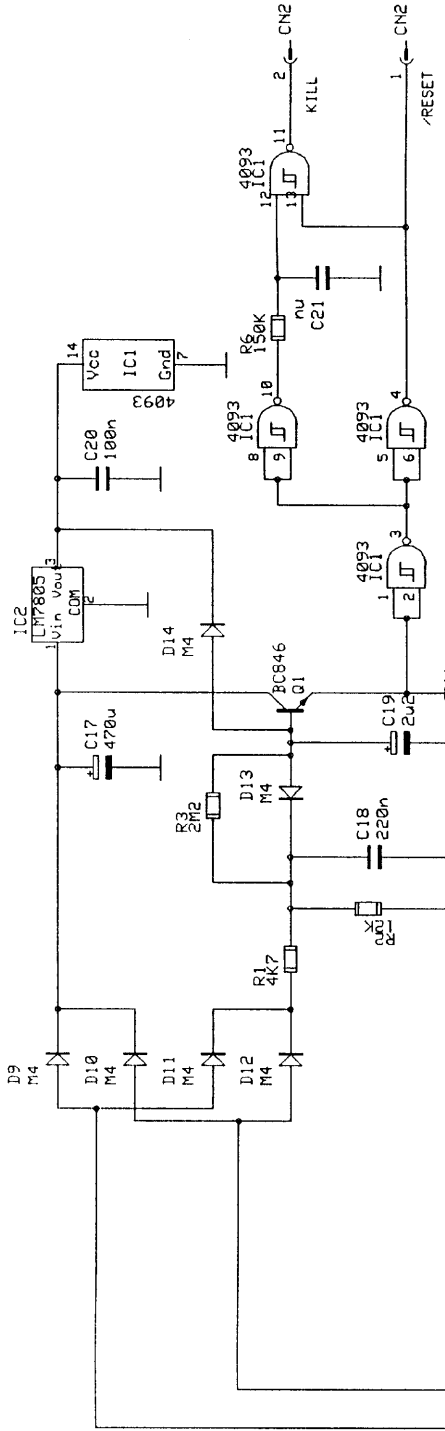 CN2
CN2
2
KILL
1
/RESET
11
4093
IC1
12
13
14
Vcc
IC1
Gnd
7
4093
R6
150K
nu
C21
10
4093
IC1
8
9
4
4093
IC1
5
6
C20
100n
3
4093
IC1
1
2
IC2
LM7805
1
Vin
Vout
3
COM
2
D14
M4
BC846
Q1
C17
470u
+
C19
2u2
+
D13
M4
R3
2M2
C18
220n
R2
12K
R1
4K7
D9
M4
D10
M4
D11
M4
D12
M4